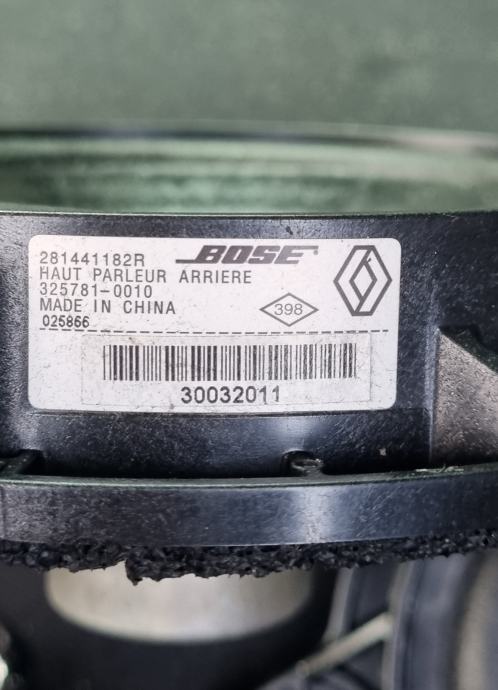 281441182R BOSE
HAUT PARLEUR ARRIERE
325781-0010
MADE IN CHINA 398
025866
30032011